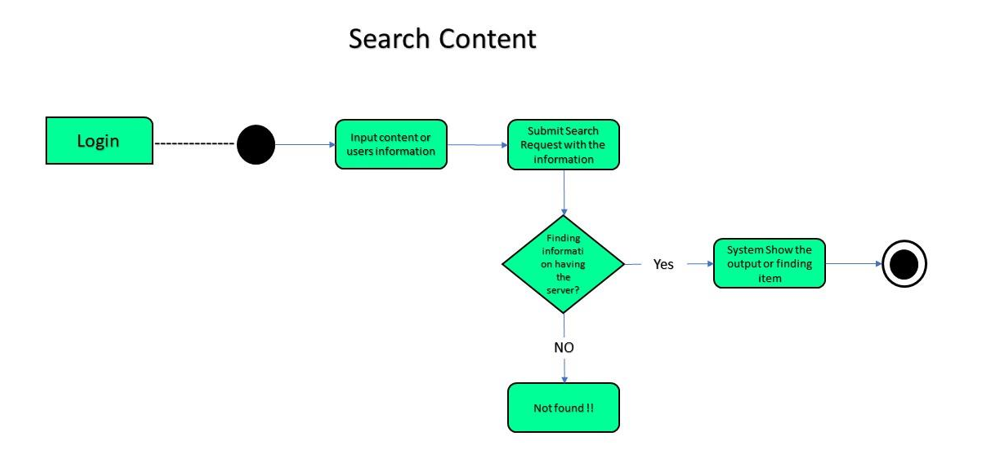 Search Content
Login
Input content or
users information
Submit Search
Request with the
information
Finding
informati
on having
the
server?
Yes
System Show the
output or finding
item
NO
Not found !!